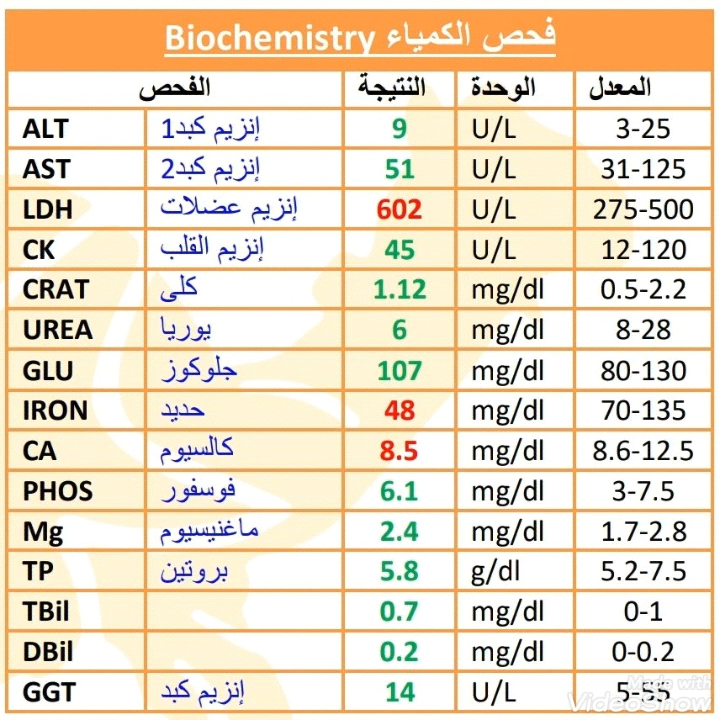 فحص الكمياء Biochemistry
الفحص النتيجة الوحدة المعدل
ALT إنزيم كبد1 9 U/L 3-25
AST إنزيم كبد2 51 U/L 31-125
LDH إنزيم عضلات 602 U/L 275-500
CK إنزيم القلب 45 U/L 12-120
CRAT كلى 1.12 mg/dl 0.5-2.2
UREA يوريا 6 mg/dl 8-28
GLU جلوكوز 107 mg/dl 80-130
IRON حديد 48 mg/dl 70-135
CA كالسيوم 8.5 mg/dl 8.6-12.5
PHOS فوسفور 6.1 mg/dl 3-7.5
Mg ماغنيسيوم 2.4 mg/dl 1.7-2.8
TP بروتين 5.8 g/dl 5.2-7.5
TBil 0.7 mg/dl 0-1
DBil 0.2 mg/dl 0-0.2
GGT إنزيم كبد 14 U/L 5-35
Made with
VideoShow